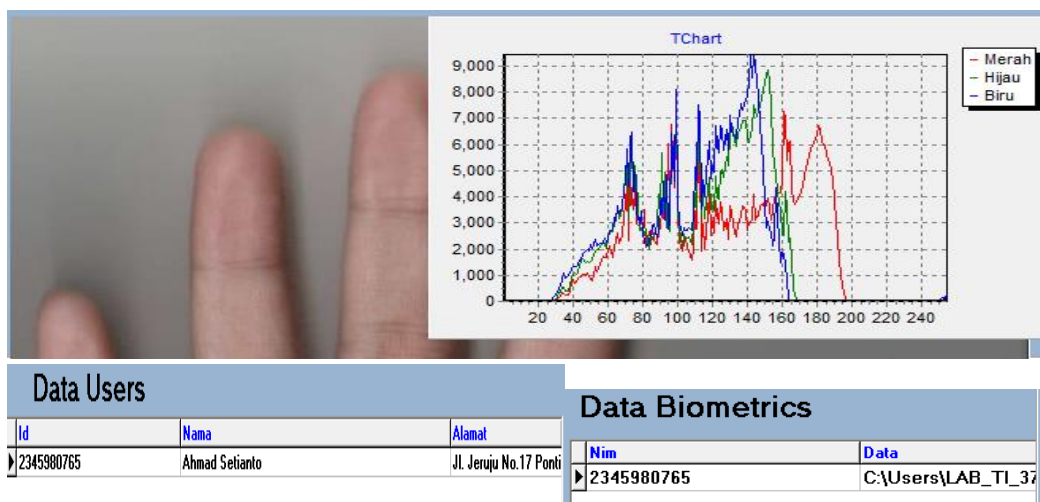 TChart
9,000
8,000
7,000
6,000
5,000
4,000
3,000
2,000
1,000
0
20 40 60 80 100 120 140 160 180 200 220 240
Merah
Hijau
Biru
Data Users
Id Nama Alamat
2345980765 Ahmad Setianto Jl. Jeruju No.17 Ponti
Data Biometrics
Nim Data
2345980765 C:\Users\LAB_TI_37